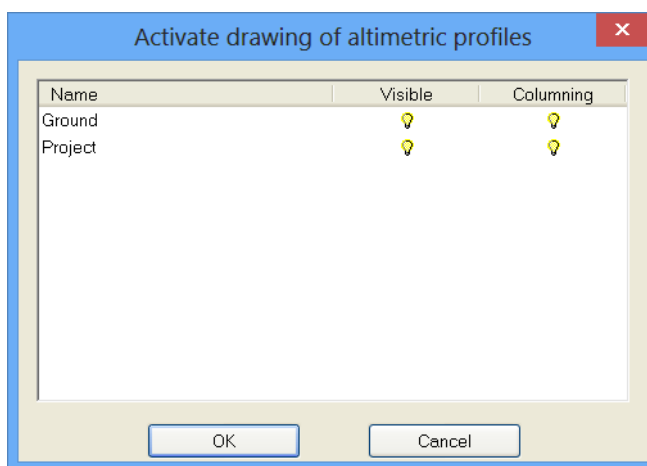 Activate drawing of altimetric profiles
Name Visible Columning
Ground
Project
OK Cancel